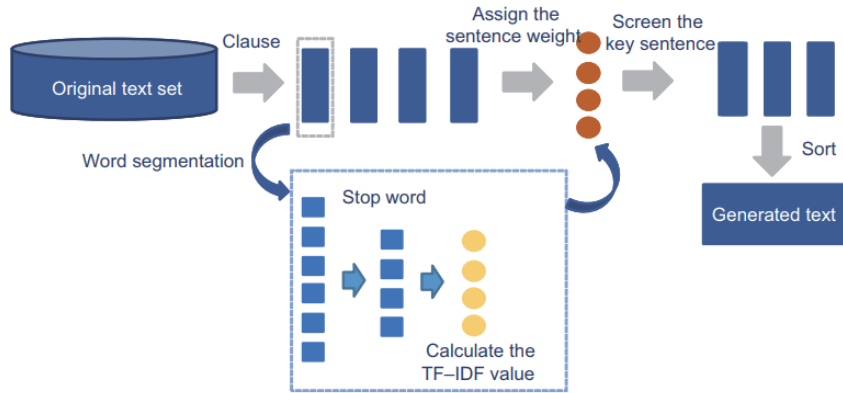 Original text set
Clause
Assign the
sentence weight
Screen the
key sentence
Sort
Generated text
Word segmentation
Stop word
Calculate the
TF–IDF value